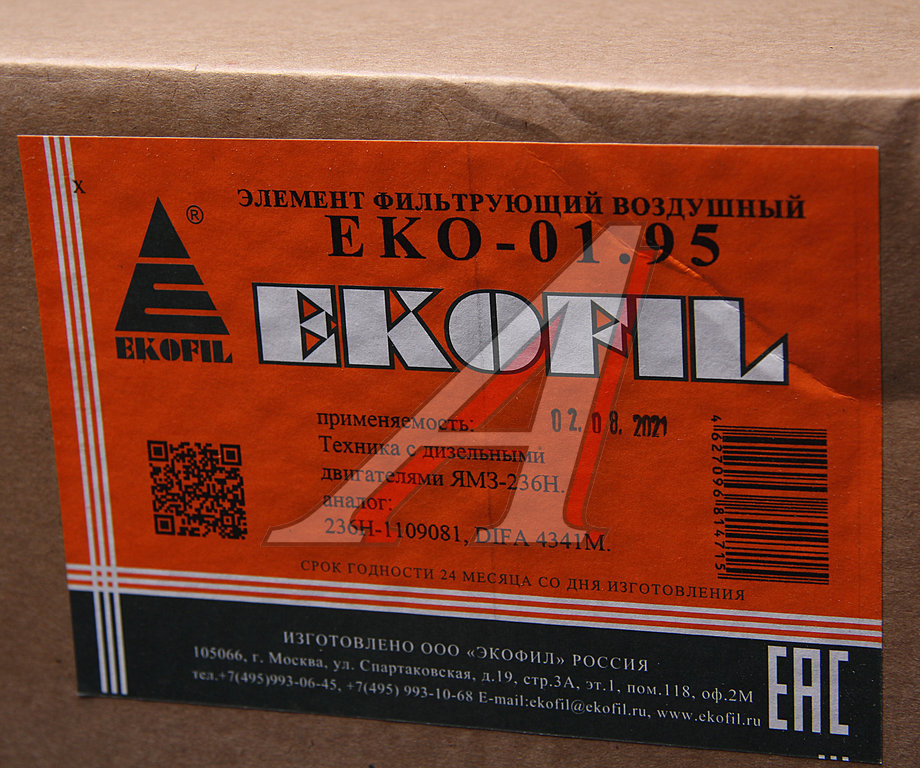 X
ЭЛЕМЕНТ ФИЛЬТРУЮЩИЙ ВОЗДУШНЫЙ
ЕКО-01.95
®
EKOFIL
EKOFIL
применяемость:
02.08.2021
Техника с дизельными
двигателями ЯМЗ-236Н.
аналог:
236Н-1109081, DIFA 4341М.
4627096814715
СРОК ГОДНОСТИ 24 МЕСЯЦА СО ДНЯ ИЗГОТОВЛЕНИЯ
ИЗГОТОВЛЕНО ООО «ЭКОФИЛ» РОССИЯ
105066, г. Москва, ул. Спартаковская, д.19, стр.3А, эт.1, пом.118, оф.2М
тел.+7(495)993-06-45, +7(495) 993-10-68 E-mail:ekofil@ekofil.ru, www.ekofil.ru
EAC